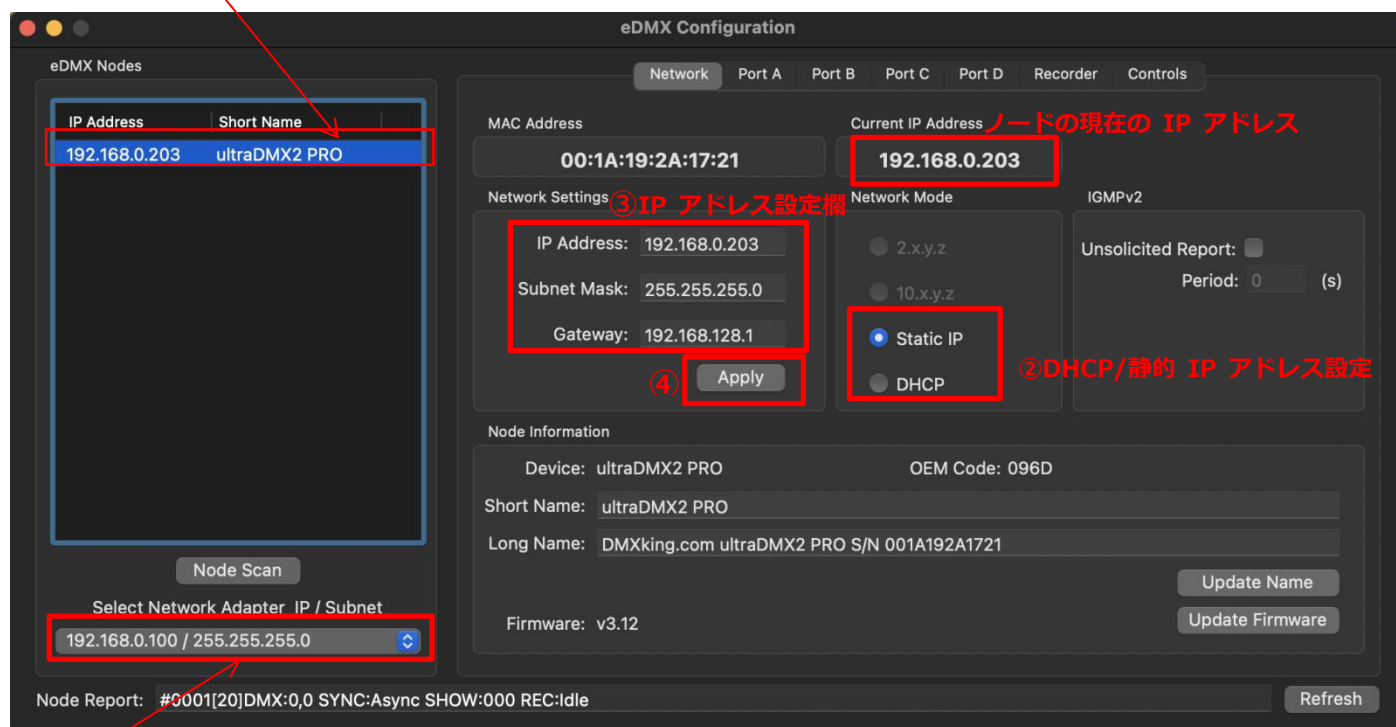 eDMX Configuration
eDMX Nodes
IP Address Short Name
192.168.0.203 ultraDMX2 PRO
Node Scan
Select Network Adapter IP / Subnet
192.168.0.100 / 255.255.255.0
Network Port A Port B Port C Port D Recorder Controls
MAC Address
00:1A:19:2A:17:21
Current IP Address ノードの現在の IP アドレス
192.168.0.203
Network Settings ③IP アドレス設定欄
IP Address: 192.168.0.203
Subnet Mask: 255.255.255.0
Gateway: 192.168.128.1
④ Apply
Network Mode
2.x.y.z
10.x.y.z
Static IP
DHCP
②DHCP/静的 IP アドレス設定
IGMPv2
Unsolicited Report:
Period: 0 (s)
Node Information
Device: ultraDMX2 PRO OEM Code: 096D
Short Name: ultraDMX2 PRO
Long Name: DMXking.com ultraDMX2 PRO S/N 001A192A1721
Update Name
Firmware: v3.12 Update Firmware
Node Report: #0001[20]DMX:0,0 SYNC:Async SHOW:000 REC:Idle Refresh